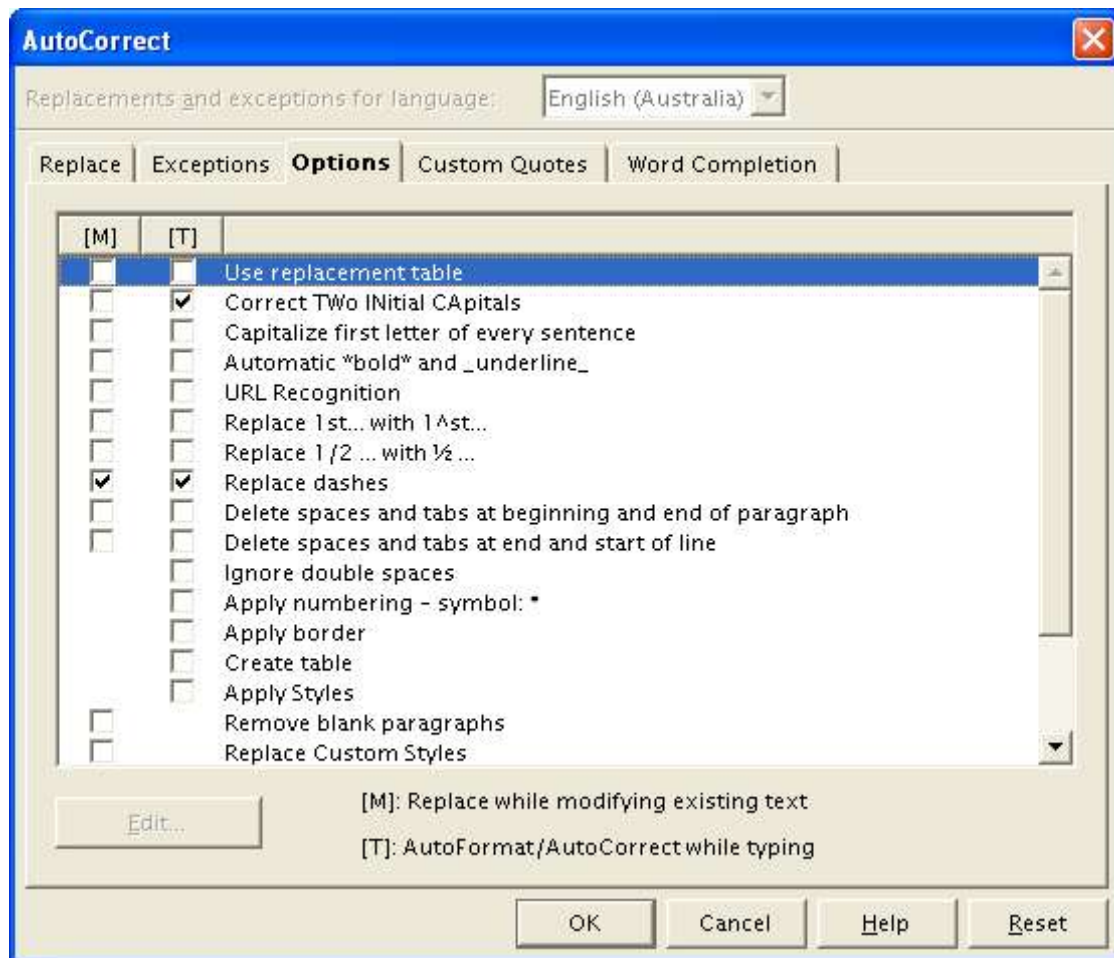 AutoCorrect
Replacements and exceptions for language: English (Australia)
Replace Exceptions Options Custom Quotes Word Completion
[M] [T]
Use replacement table
Correct TWo INitial CApitals
Capitalize first letter of every sentence
Automatic *bold* and _underline_
URL Recognition
Replace 1st... with 1^st...
Replace 1/2 ... with ½ ...
Replace dashes
Delete spaces and tabs at beginning and end of paragraph
Delete spaces and tabs at end and start of line
Ignore double spaces
Apply numbering – symbol: •
Apply border
Create table
Apply Styles
Remove blank paragraphs
Replace Custom Styles
Edit...
[M]: Replace while modifying existing text
[T]: AutoFormat/AutoCorrect while typing
OK Cancel Help Reset